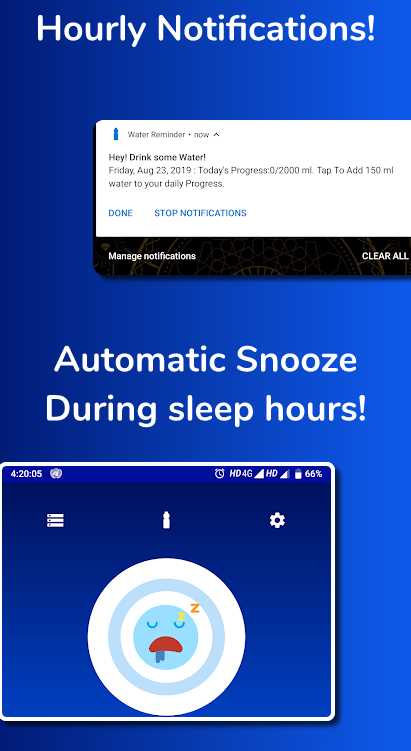 Hourly Notifications!
Water Reminder • now
Hey! Drink some Water!
Friday, Aug 23, 2019 : Today's Progress:0/2000 ml. Tap To Add 150 ml
water to your daily Progress.
DONE STOP NOTIFICATIONS
Manage notifications CLEAR ALL
Automatic Snooze
During sleep hours!
4:20:05 HD 4G HD 66%
z z